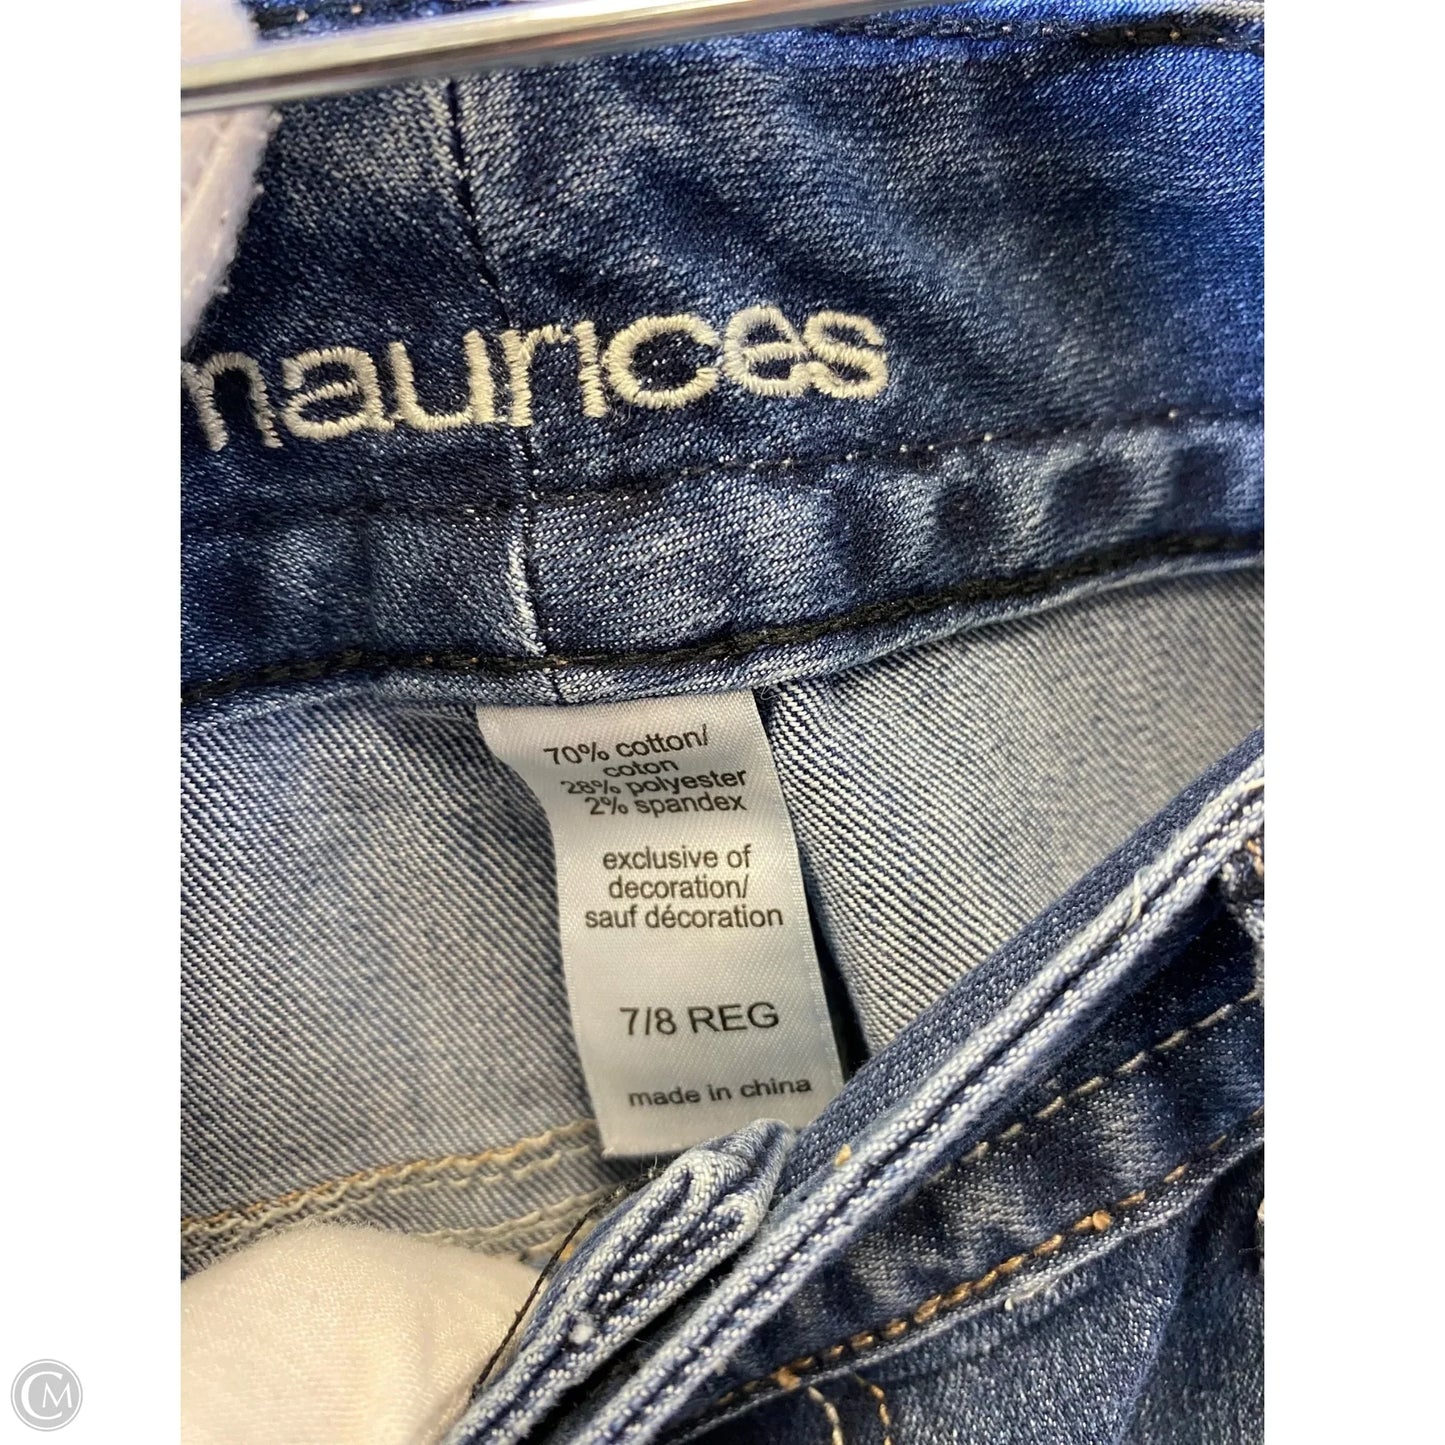 maurices
70% cotton/
coton
28% polyester
2% spandex
exclusive of
decoration/
sauf décoration
7/8 REG
made in china
CM